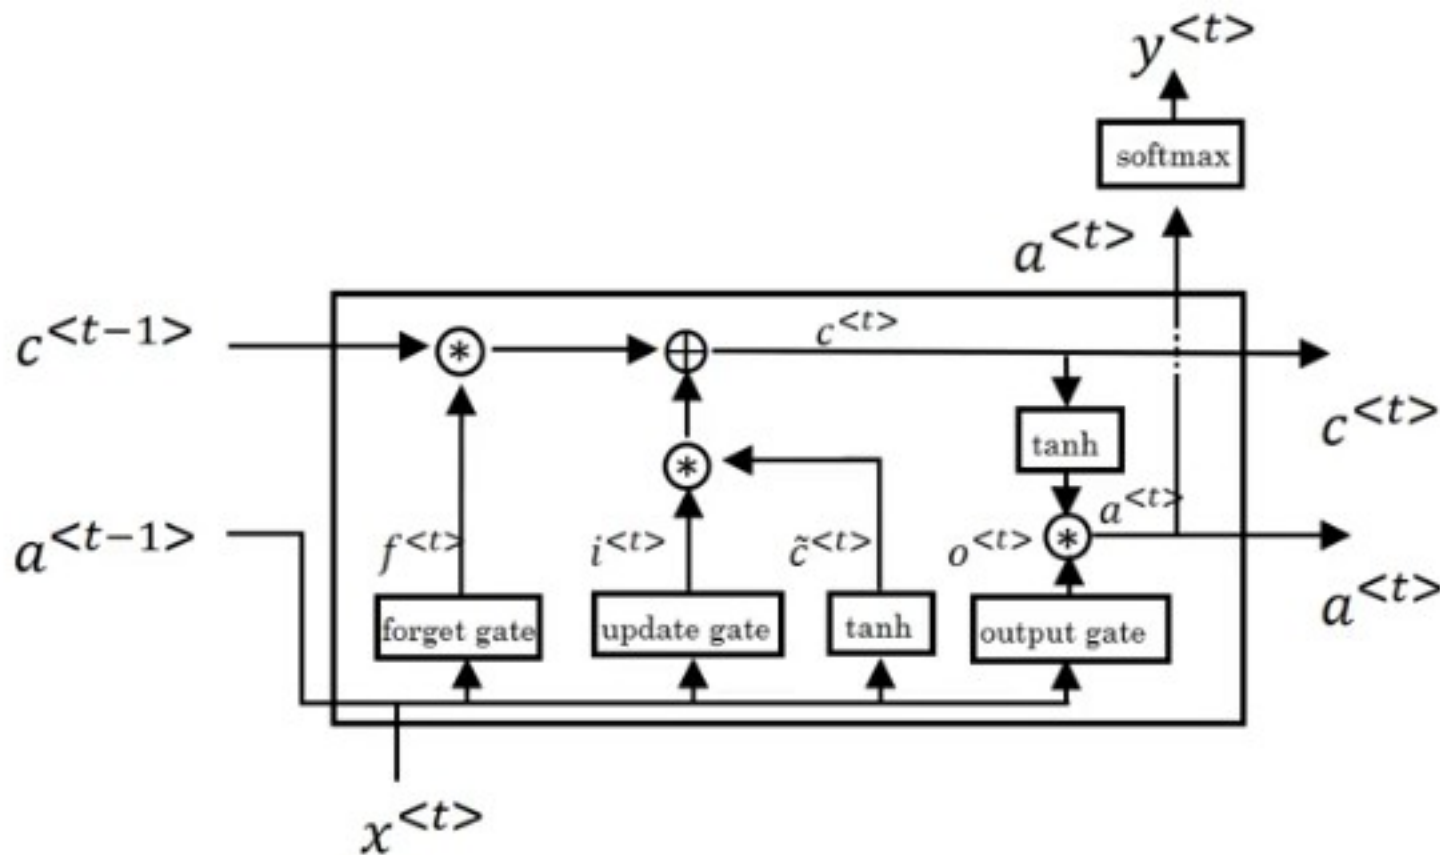 y^{<t>}
softmax
a^{<t>}
c^{<t-1>}
c^{<t>}
c^{<t>}
tanh
a^{<t-1>}
f^{<t>}
i^{<t>}
c̃^{<t>}
o^{<t>}
a^{<t>}
a^{<t>}
forget gate
update gate
tanh
output gate
x^{<t>}